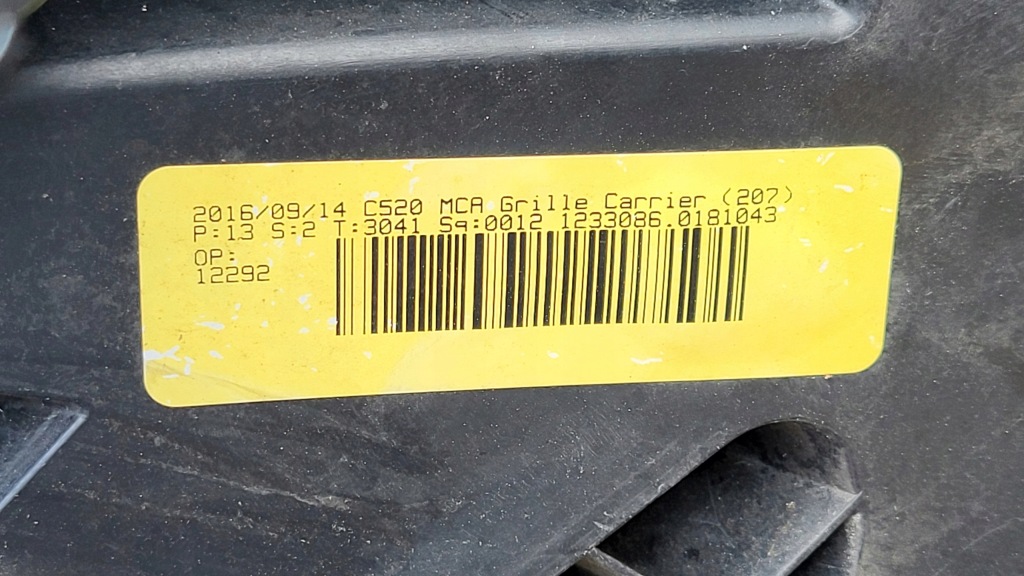 2016/09/14 C520 MCA Grille Carrier (207)
P:13 S:2 T:3041 Sq:0012 1233086.0181043
OP:
12292